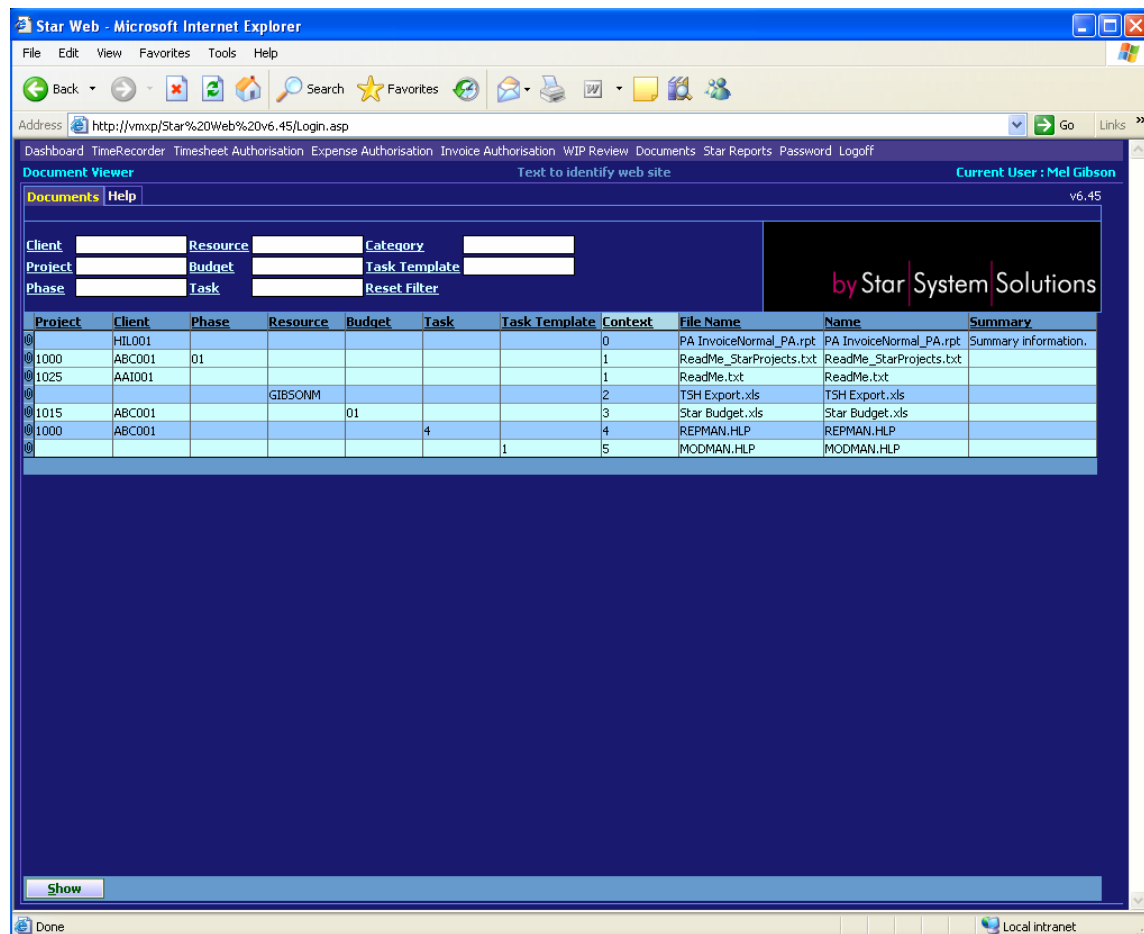 Star Web - Microsoft Internet Explorer
File Edit View Favorites Tools Help
Back Search Favorites
Address http://vmxp/Star%20Web%20v6.45/Login.asp Go Links »
Dashboard TimeRecorder Timesheet Authorisation Expense Authorisation Invoice Authorisation WIP Review Documents Star Reports Password Logoff
Document Viewer Text to identify web site Current User : Mel Gibson
Documents Help v6.45
Client Resource Category
Project Budget Task Template
Phase Task Reset Filter
by Star System Solutions
Project Client Phase Resource Budget Task Task Template Context File Name Name Summary
HIL001 0 PA InvoiceNormal_PA.rpt PA InvoiceNormal_PA.rpt Summary information.
1000 ABC001 01 1 ReadMe_StarProjects.txt ReadMe_StarProjects.txt
1025 AAI001 1 ReadMe.txt ReadMe.txt
GIBSONM 2 TSH Export.xls TSH Export.xls
1015 ABC001 01 3 Star Budget.xls Star Budget.xls
1000 ABC001 4 4 REPMAN.HLP REPMAN.HLP
1 5 MODMAN.HLP MODMAN.HLP
Show
Done Local intranet